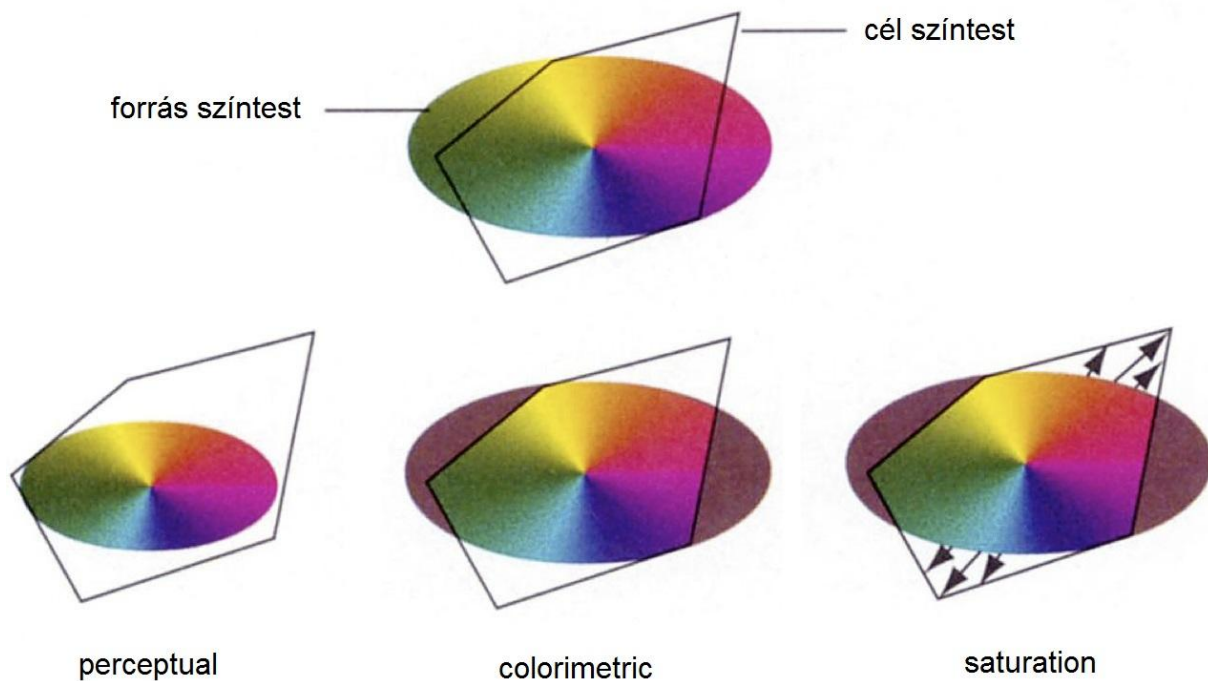 cél színtest
forrás színtest
perceptual
colorimetric
saturation